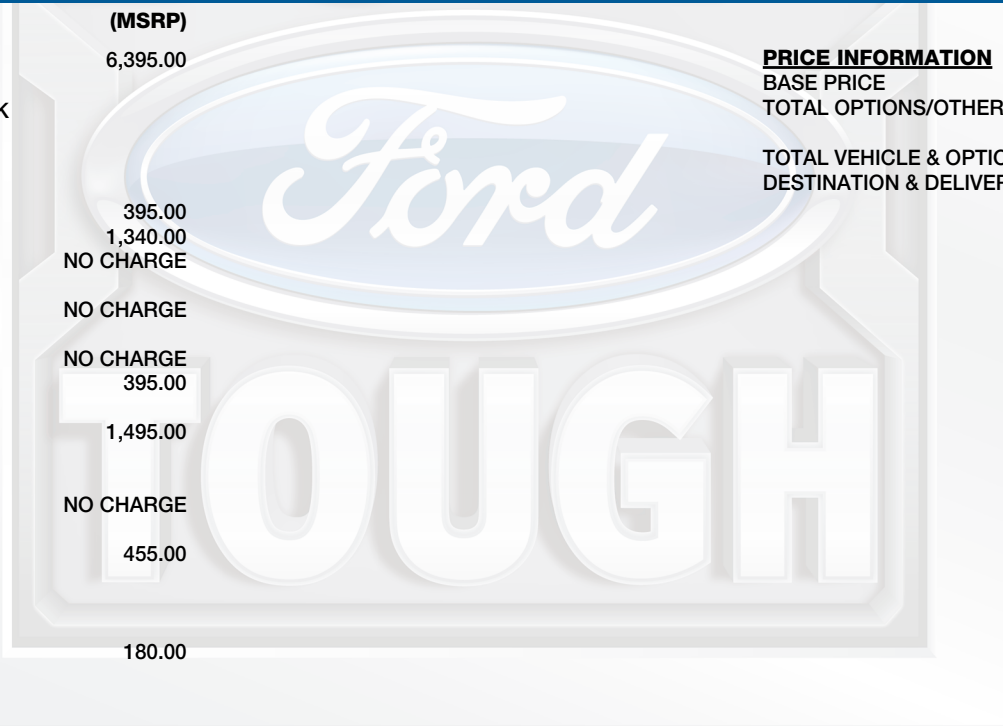 (MSRP)
6,395.00
K
395.00
1,340.00
NO CHARGE
NO CHARGE
NO CHARGE
395.00
1,495.00
NO CHARGE
455.00
180.00
PRICE INFORMATION
BASE PRICE
TOTAL OPTIONS/OTHER
TOTAL VEHICLE & OPTIO
DESTINATION & DELIVER
Ford
TOUGH